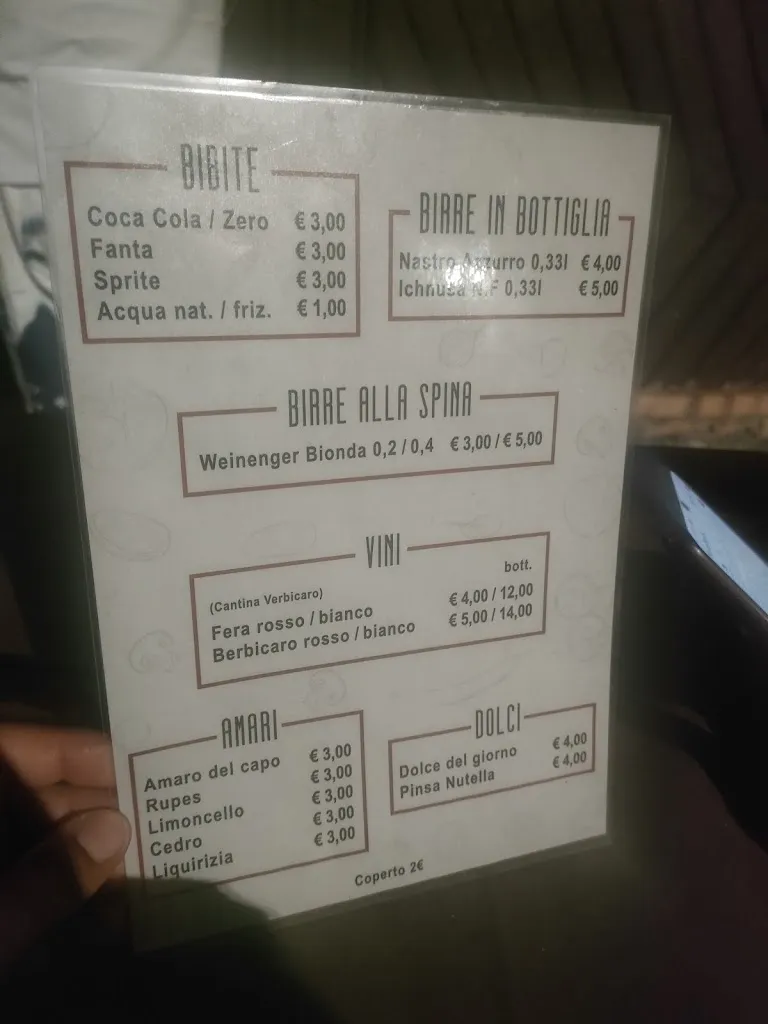 BIBITE
Coca Cola / Zero € 3,00
Fanta € 3,00
Sprite € 3,00
Acqua nat. / friz. € 1,00
BIRRE IN BOTTIGLIA
Nastro Azzurro 0,33l € 4,00
Ichnusa N.F 0,33l € 5,00
BIRRE ALLA SPINA
Weinenger Bionda 0,2 / 0,4 € 3,00 / € 5,00
VINI
bott.
(Cantina Verbicaro)
Fera rosso / bianco € 4,00 / 12,00
Berbicaro rosso / bianco € 5,00 / 14,00
AMARI
Amaro del capo € 3,00
Rupes € 3,00
Limoncello € 3,00
Cedro € 3,00
Liquirizia € 3,00
DOLCI
Dolce del giorno € 4,00
Pinsa Nutella € 4,00
Coperto 2€